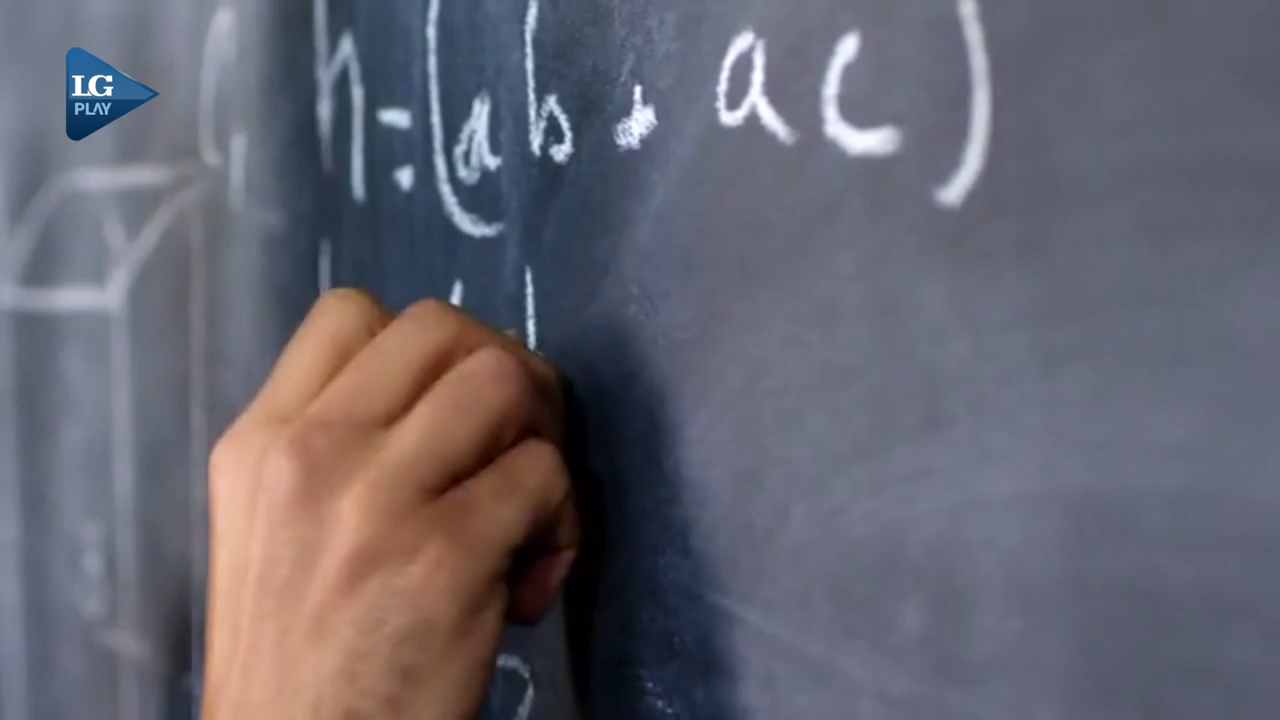 LG
PLAY
h = (ab · ac)